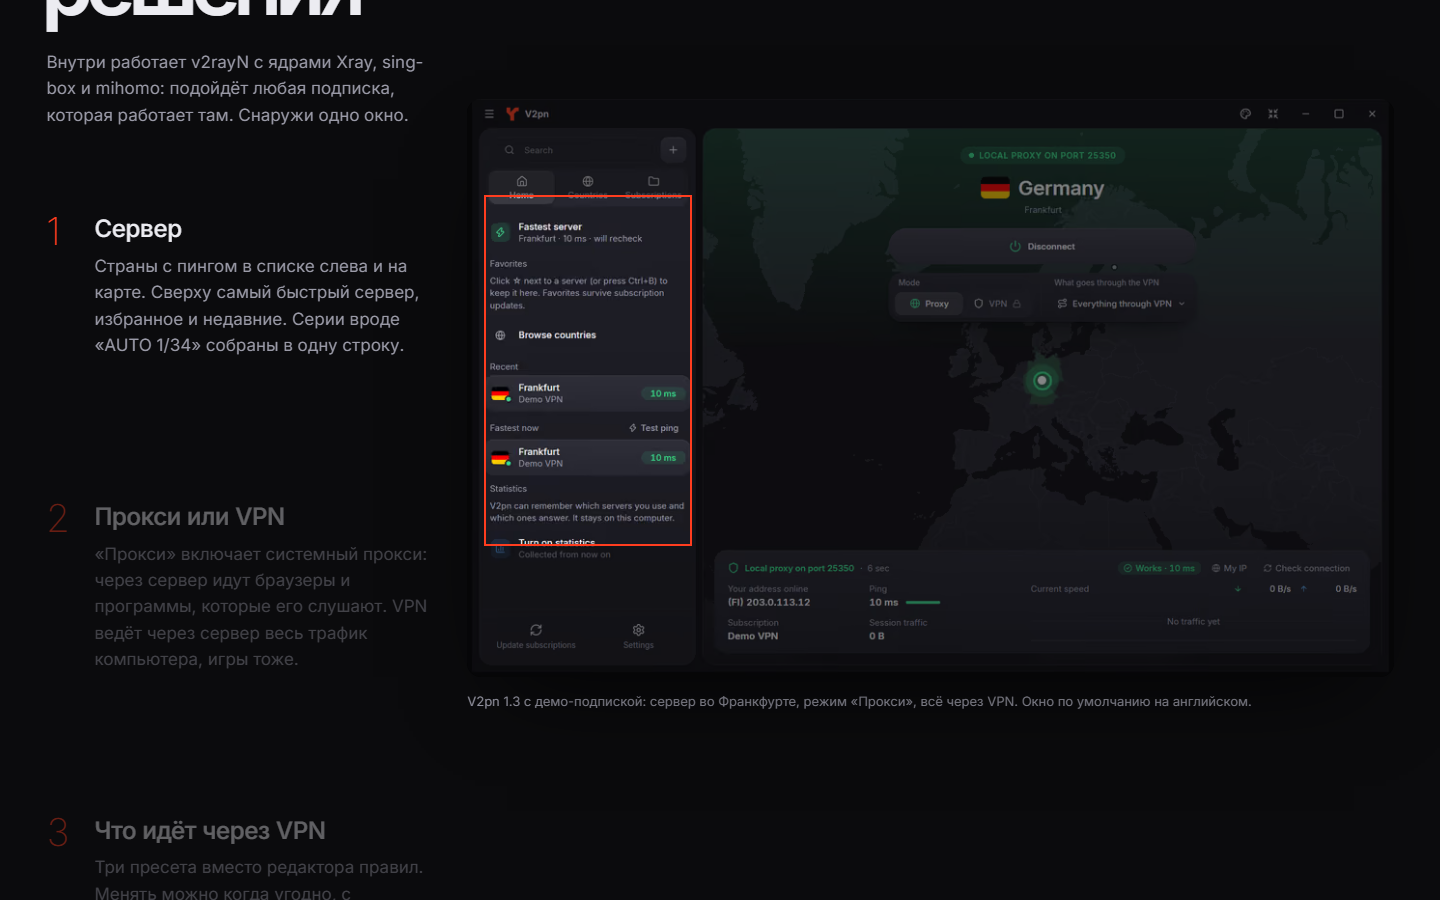 решения
Внутри работает v2rayN с ядрами Xray, sing-
box и mihomo: подойдёт любая подписка,
которая работает там. Снаружи одно окно.
1 Сервер
Страны с пингом в списке слева и на
карте. Сверху самый быстрый сервер,
избранное и недавние. Серии вроде
«AUTO 1/34» собраны в одну строку.
2 Прокси или VPN
«Прокси» включает системный прокси:
через сервер идут браузеры и
программы, которые его слушают. VPN
ведёт через сервер весь трафик
компьютера, игры тоже.
3 Что идёт через VPN
Три пресета вместо редактора правил.
Менять можно когда угодно, с
V2pn
Search
Home Countries Subscriptions
Fastest server
Frankfurt · 10 ms · will recheck
Favorites
Click ☆ next to a server (or press Ctrl+B) to
keep it here. Favorites survive subscription
updates.
Browse countries
Recent
Frankfurt
Demo VPN
10 ms
Fastest now Test ping
Frankfurt
Demo VPN
10 ms
Statistics
V2pn can remember which servers you use and
which ones answer. It stays on this computer.
Turn on statistics
Collected from now on
Update subscriptions Settings
LOCAL PROXY ON PORT 25350
Germany
Frankfurt
Disconnect
Mode What goes through the VPN
Proxy VPN Everything through VPN
Local proxy on port 25350 · 6 sec
Works · 10 ms My IP Check connection
Your address online Ping Current speed ↓ 0 B/s ↑ 0 B/s
(FI) 203.0.113.12 10 ms
Subscription Session traffic No traffic yet
Demo VPN 0 B
V2pn 1.3 с демо-подпиской: сервер во Франкфурте, режим «Прокси», всё через VPN. Окно по умолчанию на английском.